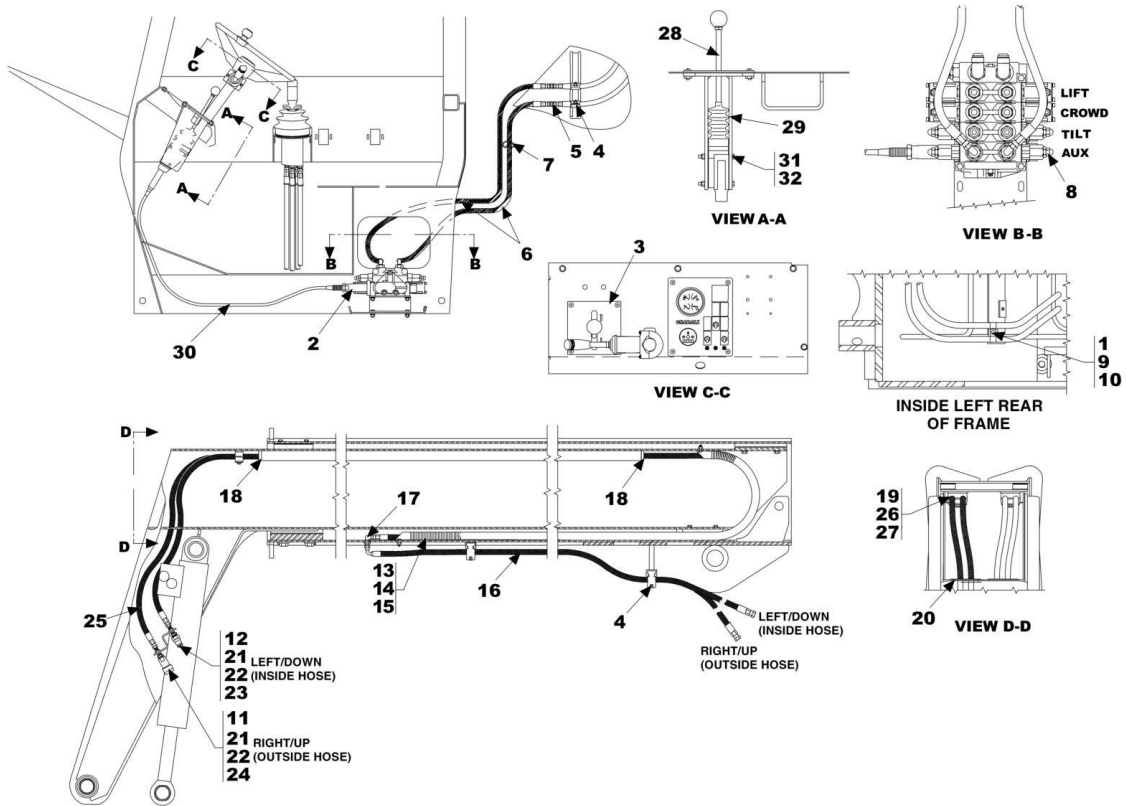 C
A
C
A
B
B
30
2
5
4
7
6
28
29
31
32
VIEW A-A
LIFT
CROWD
TILT
AUX
8
VIEW B-B
3
VIEW C-C
1
9
10
INSIDE LEFT REAR
OF FRAME
D
D
18
18
17
13
14
15
16
4
LEFT/DOWN
(INSIDE HOSE)
RIGHT/UP
(OUTSIDE HOSE)
25
12
21
22
23
LEFT/DOWN
(INSIDE HOSE)
11
21
22
24
RIGHT/UP
(OUTSIDE HOSE)
19
26
27
20
VIEW D-D